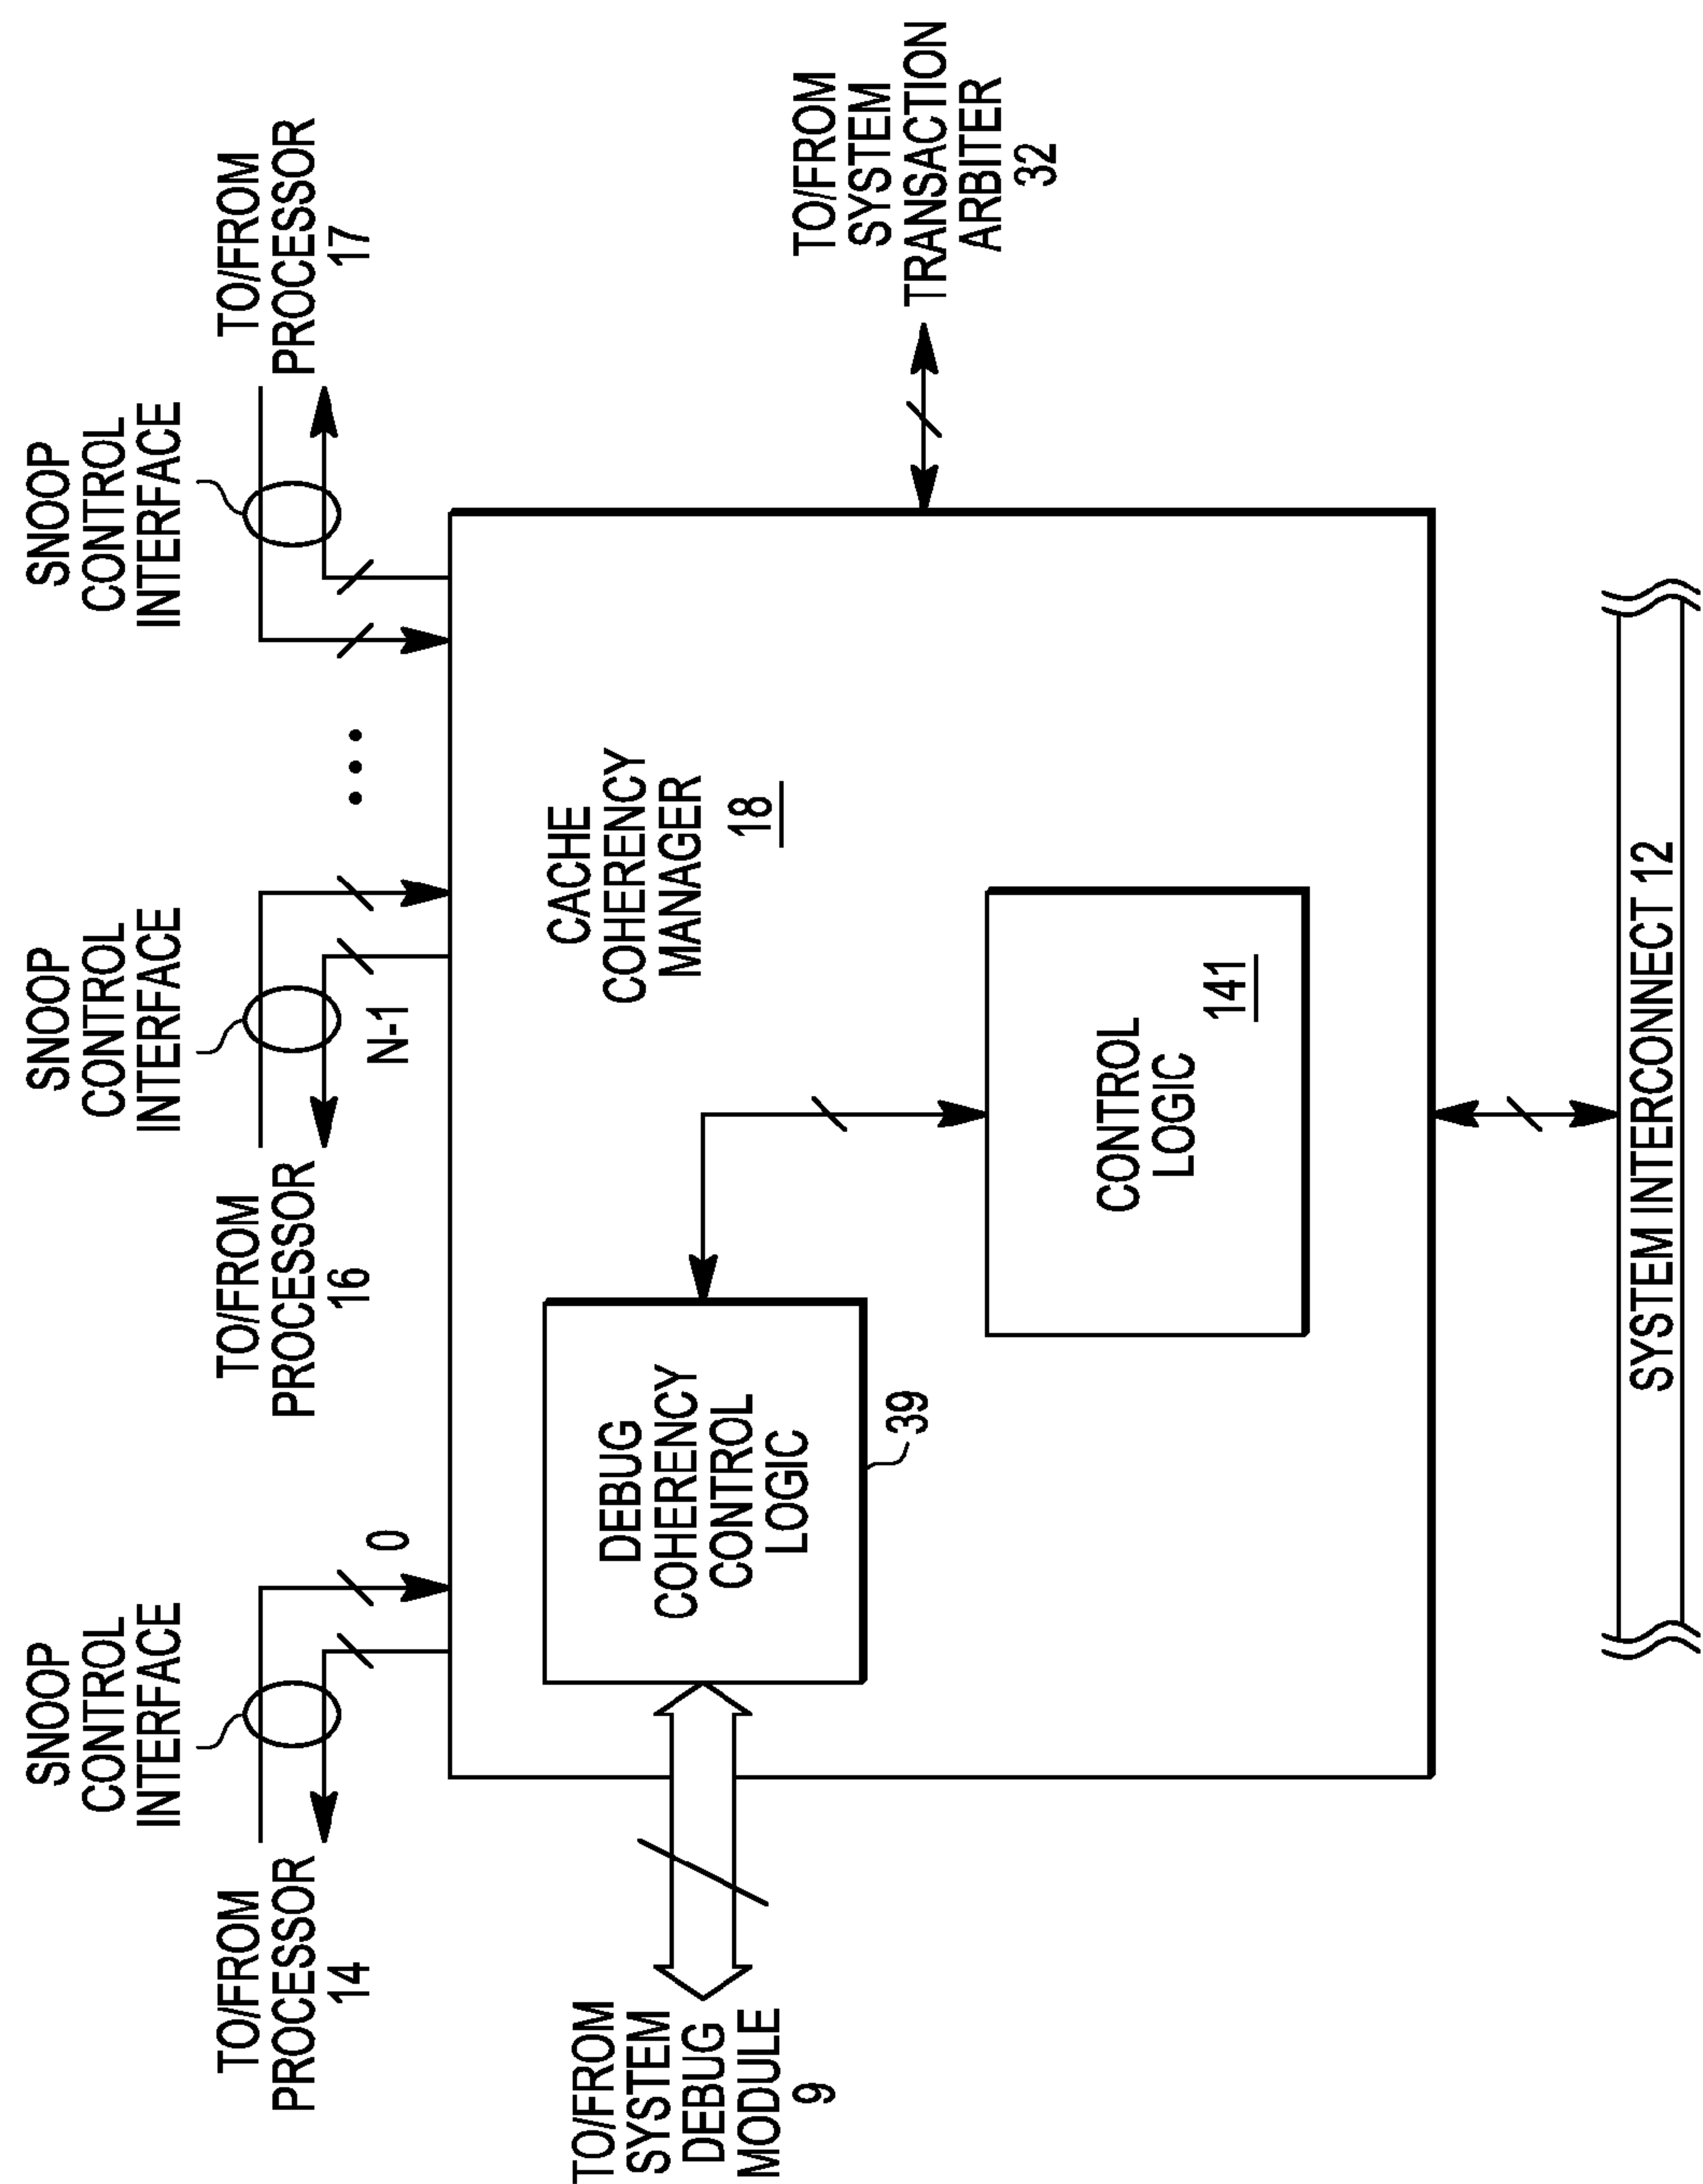 SNOOP
CONTROL
INTERFACE
SNOOP
CONTROL
INTERFACE
SNOOP
CONTROL
INTERFACE
TO/FROM
PROCESSOR
14
0
TO/FROM
PROCESSOR
16
N-1
TO/FROM
PROCESSOR
17
TO/FROM
SYSTEM
DEBUG
MODULE
9
DEBUG
COHERENCY
CONTROL
LOGIC
39
CACHE
COHERENCY
MANAGER
18
CONTROL
LOGIC
141
TO/FROM
SYSTEM
TRANSACTION
ARBITER
32
SYSTEM INTERCONNECT 12